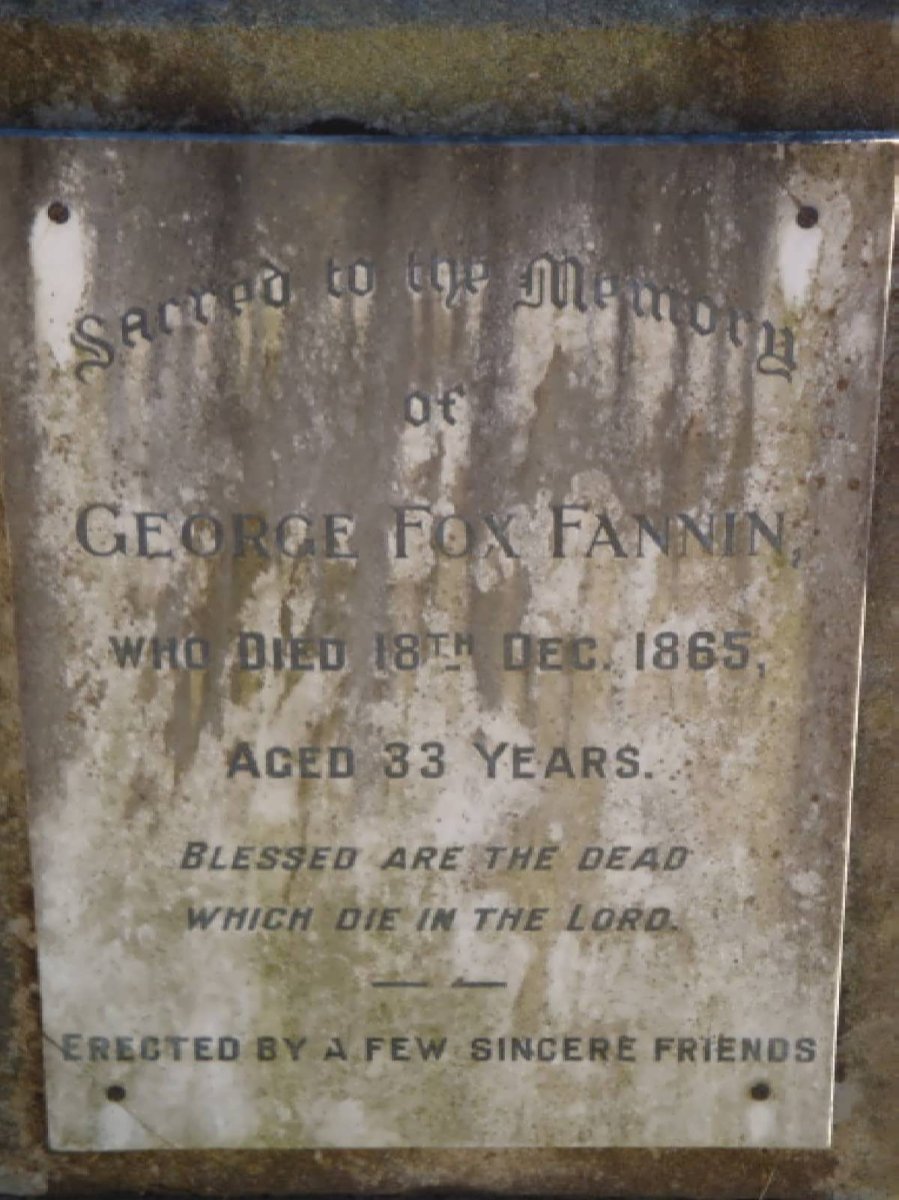 Sacred to the Memory
of
GEORGE FOX FANNIN,
WHO DIED 18TH DEC. 1865,
AGED 33 YEARS.
BLESSED ARE THE DEAD
WHICH DIE IN THE LORD.
ERECTED BY A FEW SINCERE FRIENDS